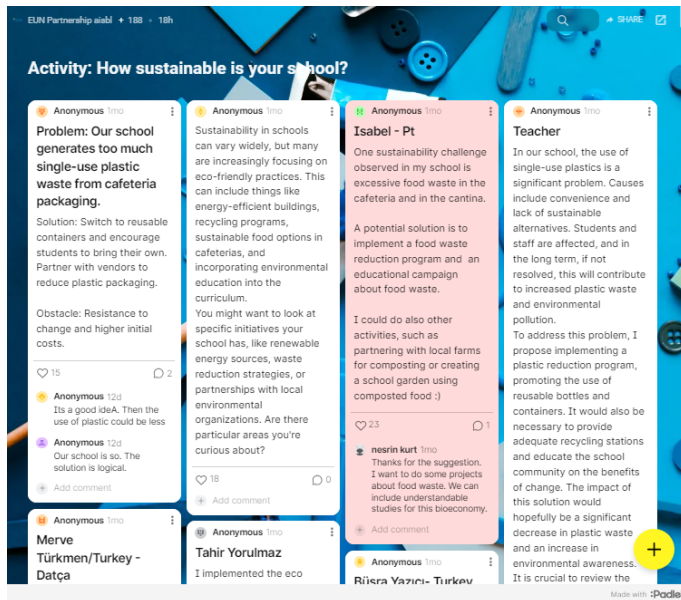 EUN Partnership aisbl + 188 • 18h
SHARE
Activity: How sustainable is your school?
Anonymous 1mo
Problem: Our school
generates too much
single-use plastic
waste from cafeteria
packaging.
Solution: Switch to reusable
containers and encourage
students to bring their own.
Partner with vendors to
reduce plastic packaging.
Obstacle: Resistance to
change and higher initial
costs.
15
2
Anonymous 12d
Its a good ideA. Then the
use of plastic could be less
Anonymous 12d
Our school is so. The
solution is logical.
Add comment
Anonymous 1mo
Merve
Türkmen/Turkey -
Datça
Anonymous 1mo
Sustainability in schools
can vary widely, but many
are increasingly focusing on
eco-friendly practices. This
can include things like
energy-efficient buildings,
recycling programs,
sustainable food options in
cafeterias, and
incorporating environmental
education into the
curriculum.
You might want to look at
specific initiatives your
school has, like renewable
energy sources, waste
reduction strategies, or
partnerships with local
environmental
organizations. Are there
particular areas you're
curious about?
18
0
Add comment
Anonymous 1mo
Tahir Yorulmaz
I implemented the eco
Anonymous 1mo
Isabel - Pt
One sustainability challenge
observed in my school is
excessive food waste in the
cafeteria and in the cantina.
A potential solution is to
implement a food waste
reduction program and an
educational campaign
about food waste.
I could do also other
activities, such as
partnering with local farms
for composting or creating
a school garden using
composted food :)
23
1
nesrin kurt 1mo
Thanks for the suggestion.
I want to do some projects
about food waste. We can
include understandable
studies for this bioeconomy.
Add comment
Anonymous 1mo
Büşra Yazıcı- Turkey
Anonymous 1mo
Teacher
In our school, the use of
single-use plastics is a
significant problem. Causes
include convenience and
lack of sustainable
alternatives. Students and
staff are affected, and in
the long term, if not
resolved, this will contribute
to increased plastic waste
and environmental
pollution.
To address this problem, I
propose implementing a
plastic reduction program,
promoting the use of
reusable bottles and
containers. It would also be
necessary to provide
adequate recycling stations
and educate the school
community on the benefits
of change. The impact of
this solution would
hopefully be a significant
decrease in plastic waste
and an increase in
environmental awareness.
It is crucial to review the
Made with :Padle